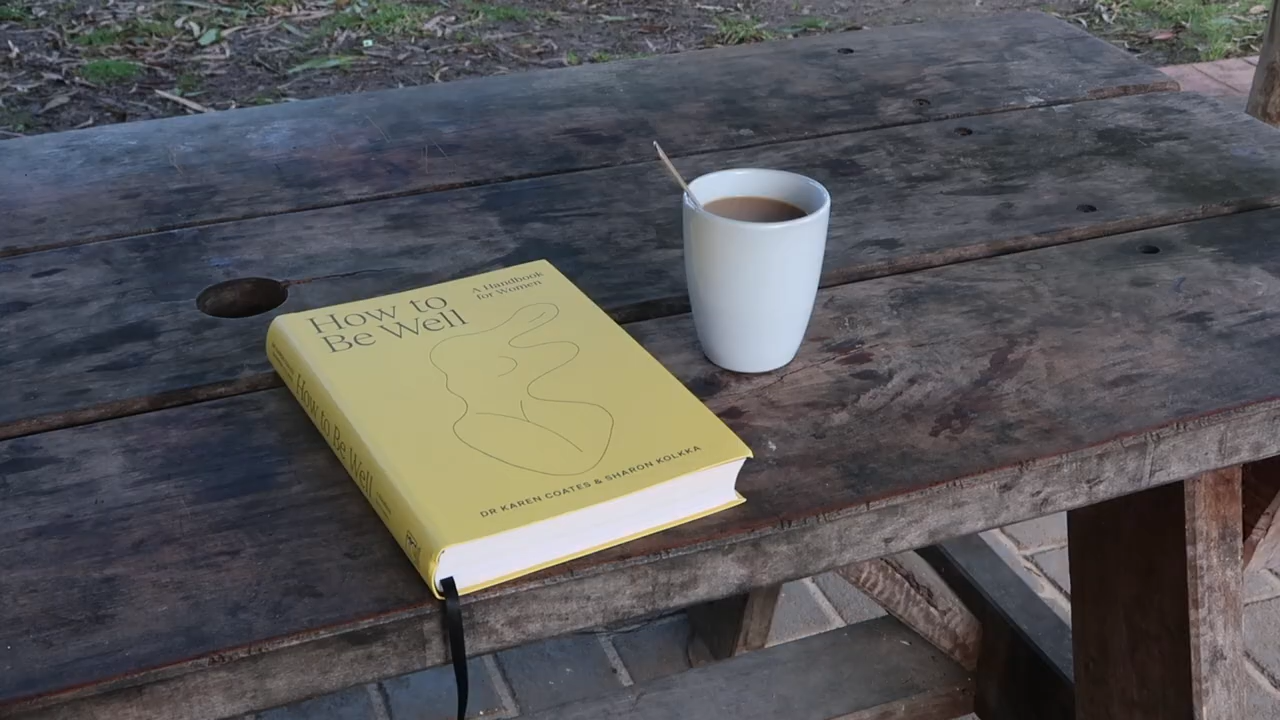 How to
Be Well
A Handbook
for Women
DR KAREN COATES & SHARON KOLKKA
How to Be Well